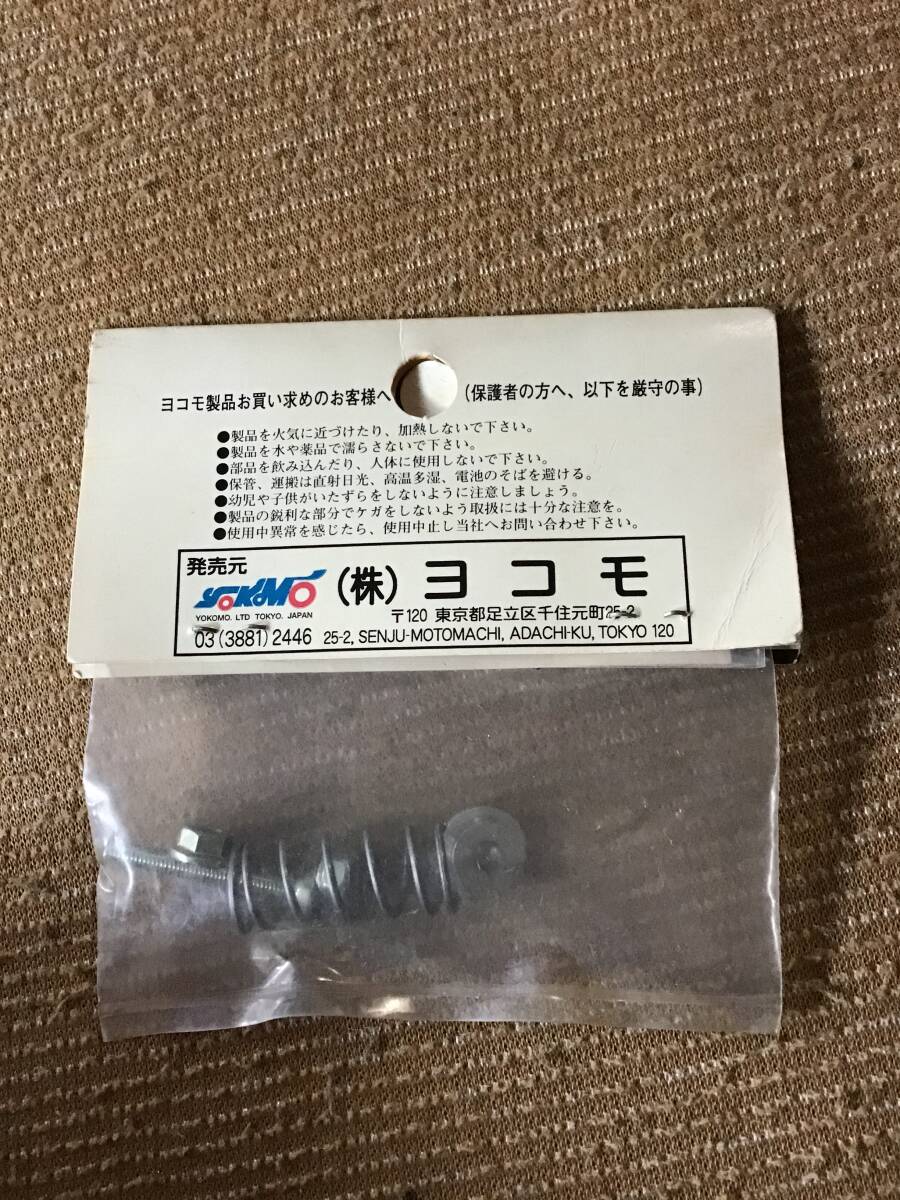 ヨコモ製品お買い求めのお客様へ (保護者の方へ、以下を厳守の事)
●製品を火気に近づけたり、加熱しないで下さい。
●製品を水や薬品で濡らさないで下さい。
●部品を飲み込んだり、人体に使用しないで下さい。
●保管、運搬は直射日光、高温多湿、電池のそばを避ける。
●幼児や子供がいたずらをしないように注意しましょう。
●製品の鋭利な部分でケガをしないよう取扱には十分な注意を。
●使用中異常を感じたら、使用中止し当社へお問い合わせ下さい。
発売元
YOKOMO
YOKOMO. LTD TOKYO. JAPAN
(株) ヨコモ
〒120 東京都足立区千住元町25-2
03(3881)2446 25-2, SENJU-MOTOMACHI, ADACHI-KU, TOKYO 120